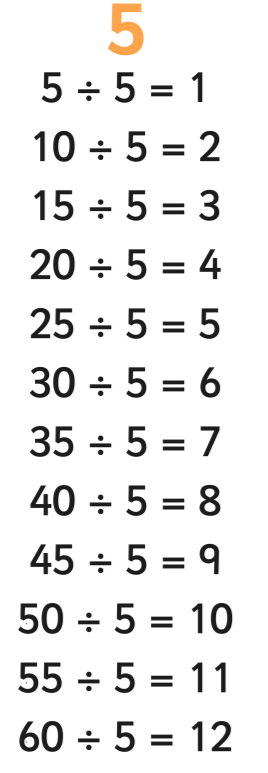 5
5 ÷ 5 = 1
10 ÷ 5 = 2
15 ÷ 5 = 3
20 ÷ 5 = 4
25 ÷ 5 = 5
30 ÷ 5 = 6
35 ÷ 5 = 7
40 ÷ 5 = 8
45 ÷ 5 = 9
50 ÷ 5 = 10
55 ÷ 5 = 11
60 ÷ 5 = 12